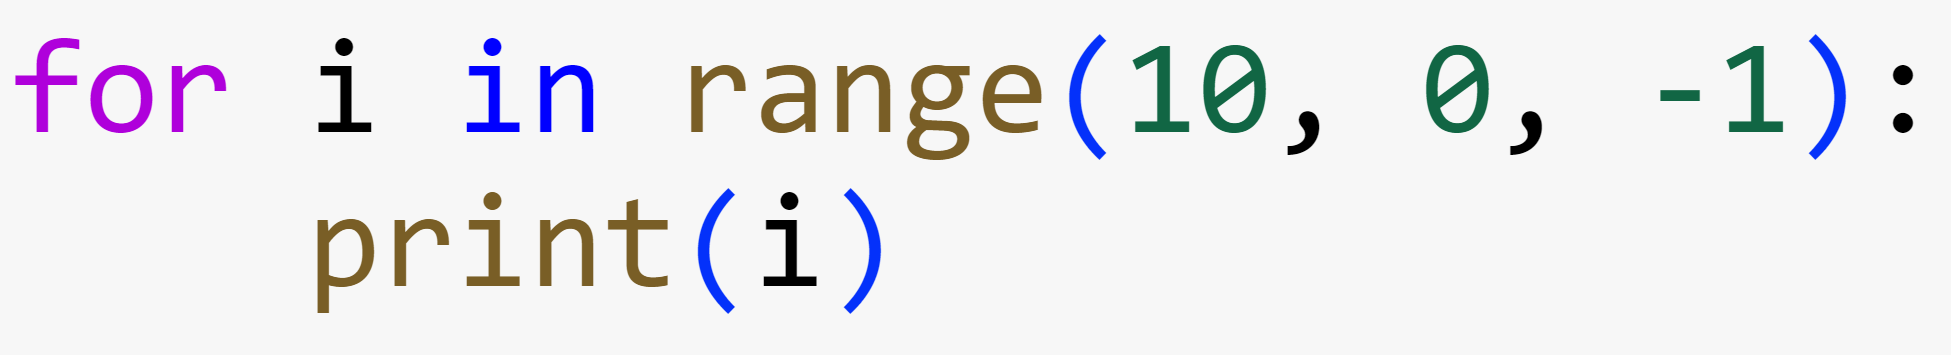 for i in range(10, 0, -1):
    print(i)